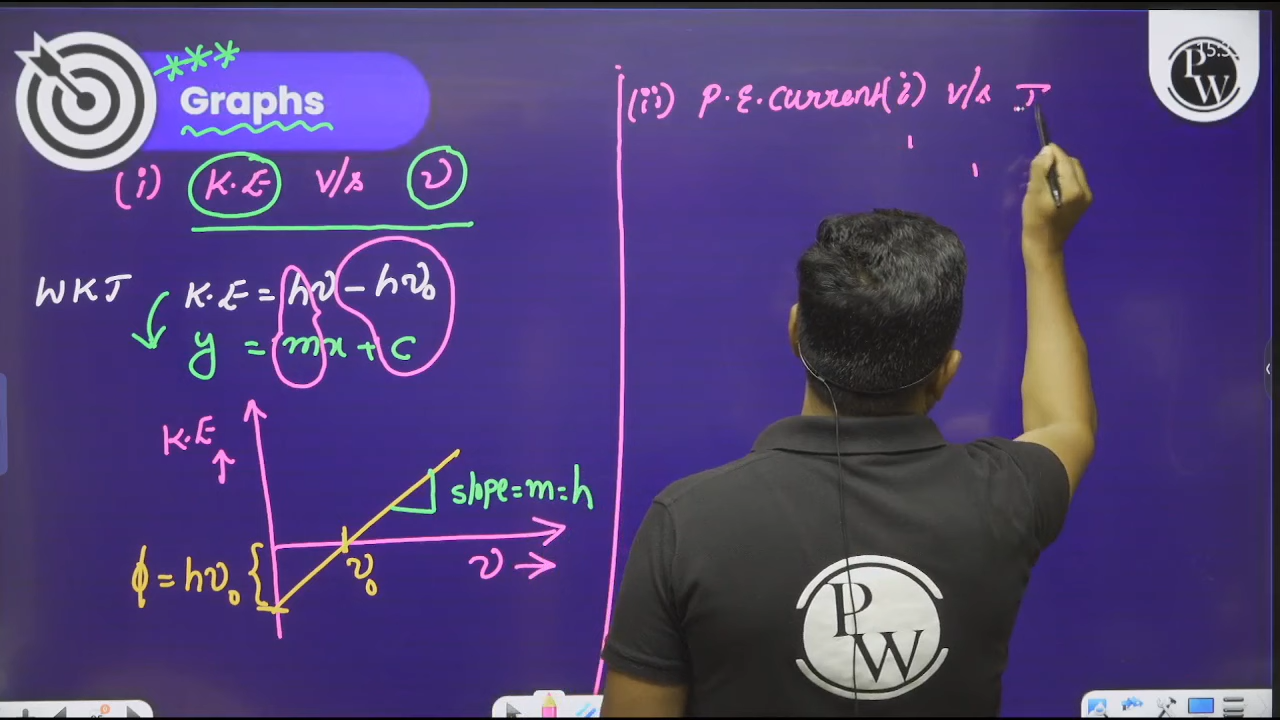 Graphs
(i) K.E v/s ν
WKT K.E = hν - hν₀
y = mx + c
K.E
slope = m = h
ϕ = hν₀
ν₀
ν →
(ii) P.E. current (i) v/s I
PW
PW